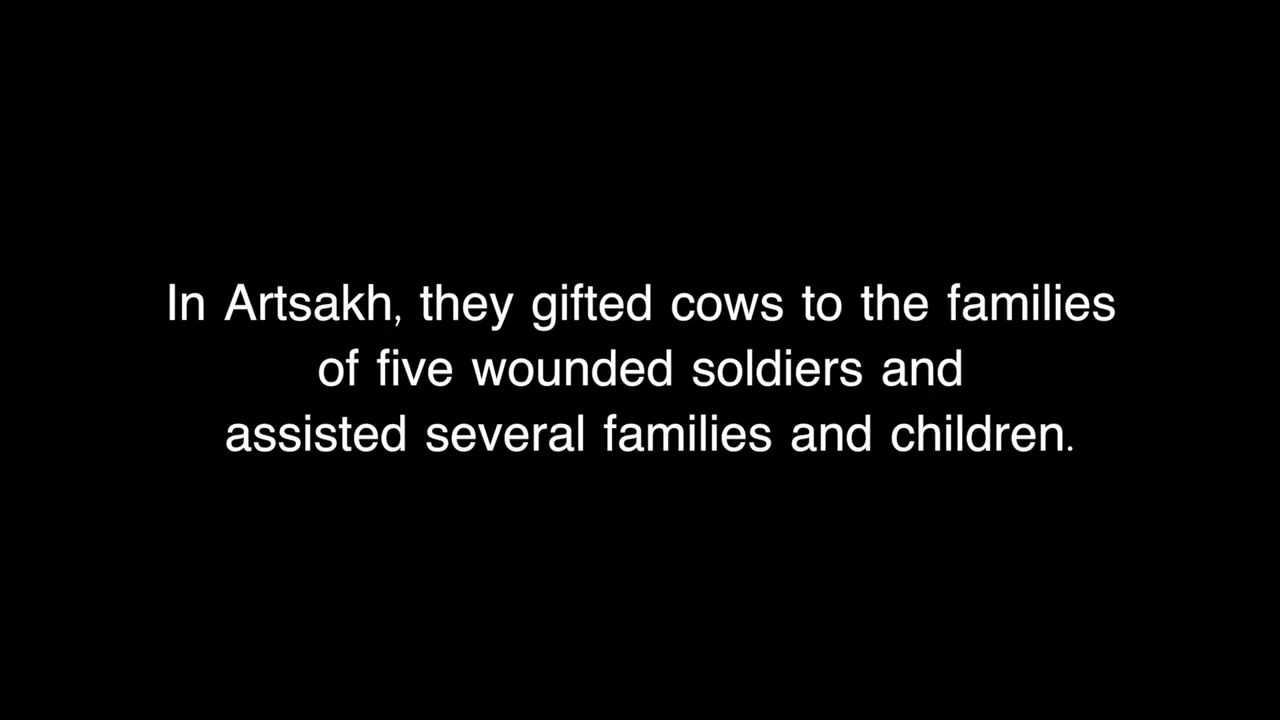 In Artsakh, they gifted cows to the families
of five wounded soldiers and
assisted several families and children.